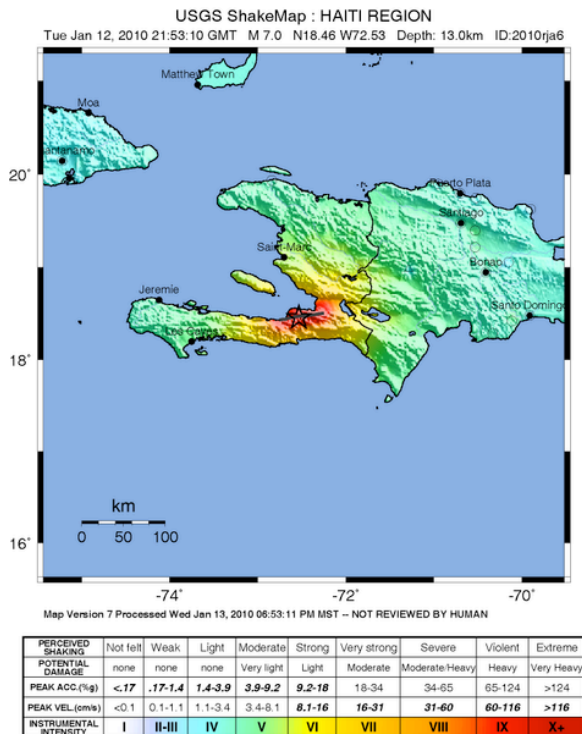 USGS ShakeMap : HAITI REGION
Tue Jan 12, 2010 21:53:10 GMT M 7.0 N18.46 W72.53 Depth: 13.0km ID:2010rja6
Matthew Town
Moa
20°
Puerto Plata
Santiago
Saint-Marc
Bonao
Jeremie
Santo Domingo
Les Cayes
18°
km
0 50 100
16°
-74° -72° -70°
Map Version 7 Processed Wed Jan 13, 2010 06:53:11 PM MST -- NOT REVIEWED BY HUMAN
PERCEIVED SHAKING Not felt Weak Light Moderate Strong Very strong Severe Violent Extreme
POTENTIAL DAMAGE none none none Very light Light Moderate Moderate/Heavy Heavy Very Heavy
PEAK ACC.(%g) <.17 .17-1.4 1.4-3.9 3.9-9.2 9.2-18 18-34 34-65 65-124 >124
PEAK VEL.(cm/s) <0.1 0.1-1.1 1.1-3.4 3.4-8.1 8.1-16 16-31 31-60 60-116 >116
INSTRUMENTAL INTENSITY I II-III IV V VI VII VIII IX X+